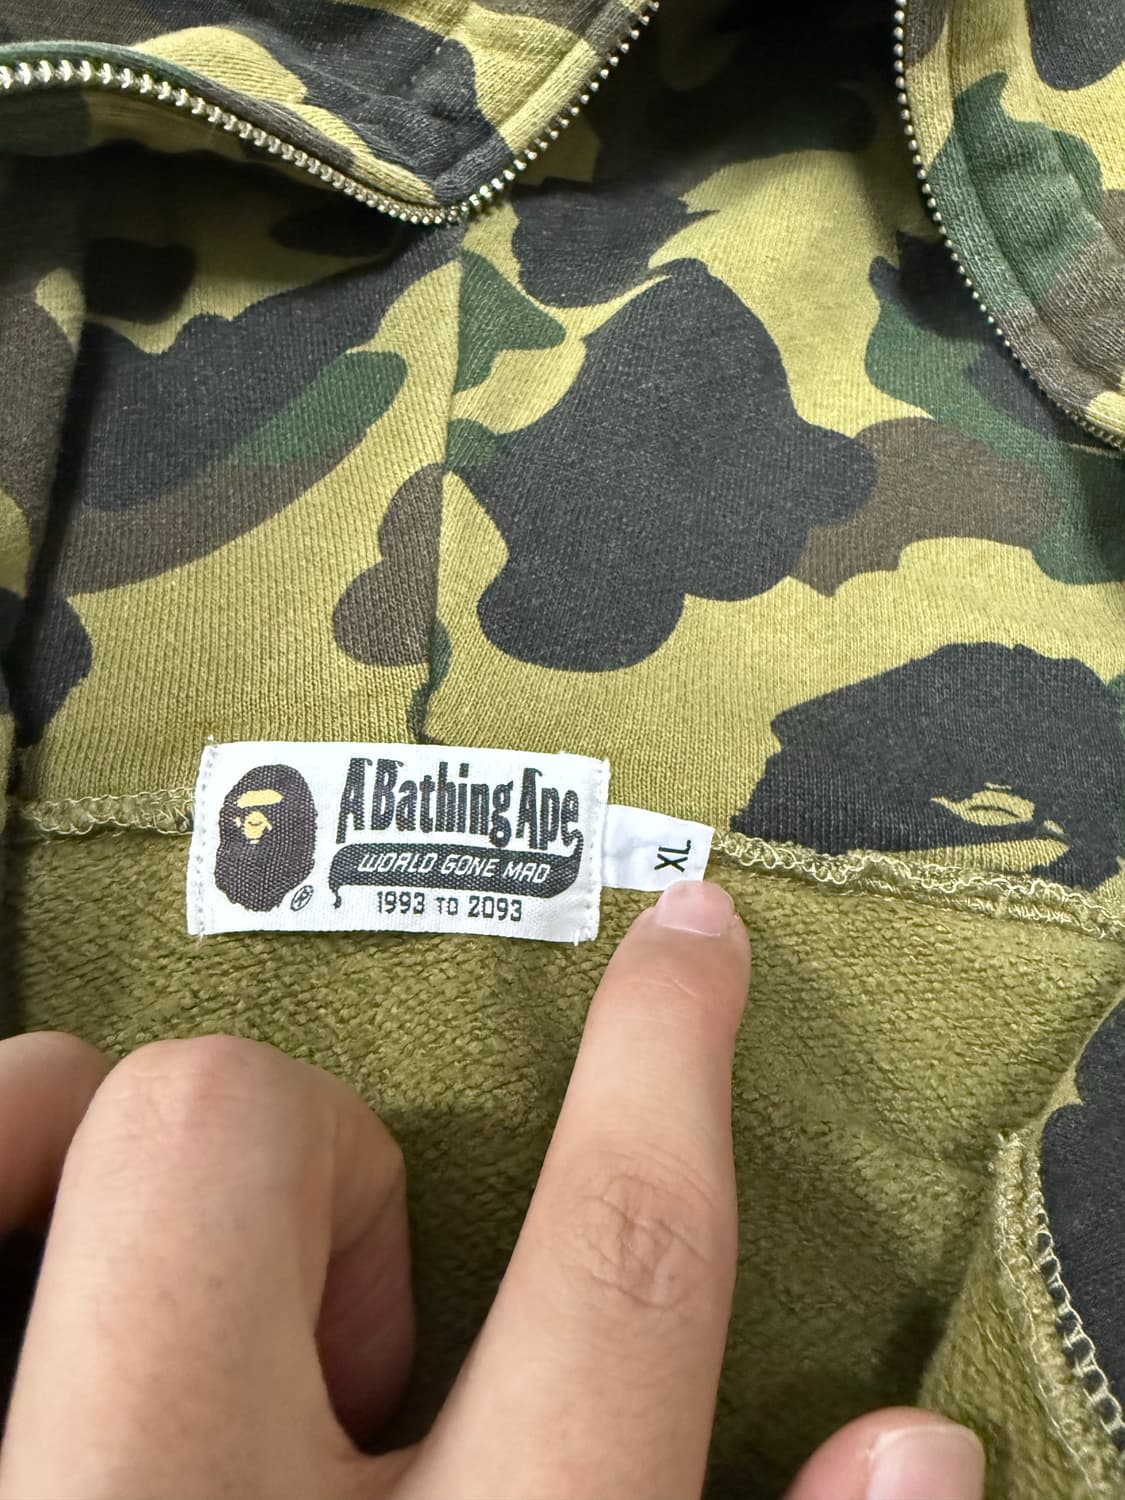 A Bathing Ape
WORLD GONE MAD
1993 TO 2093
XL